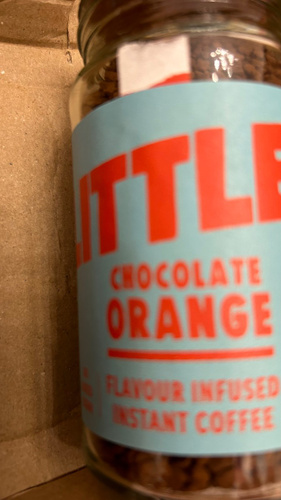 LITTLE
CHOCOLATE
ORANGE
FLAVOUR INFUSED
INSTANT COFFEE